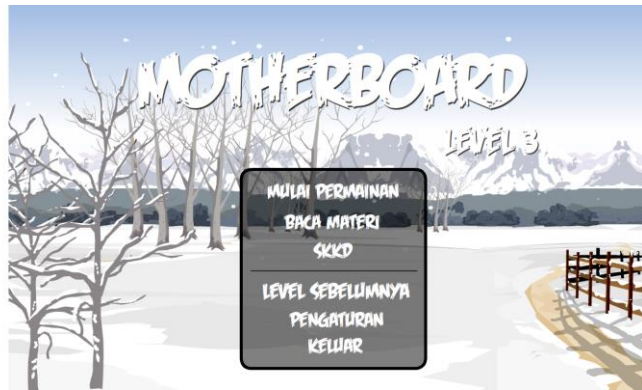 MOTHERBOARD
LEVEL 3
MULAI PERMAINAN
BACA MATERI
SKKD
LEVEL SEBELUMNYA
PENGATURAN
KELUAR